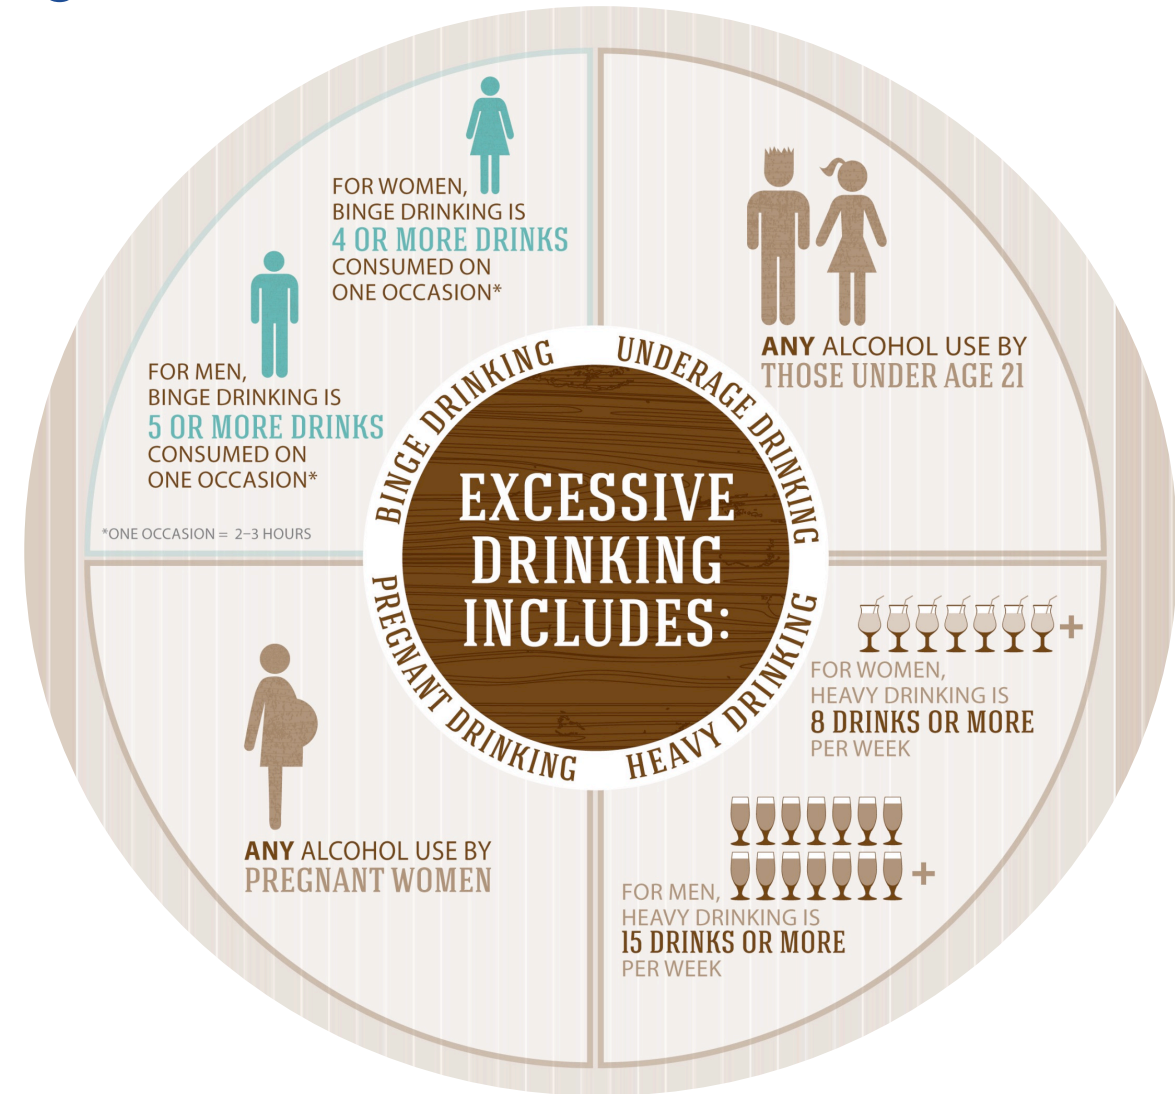 FOR WOMEN,
BINGE DRINKING IS
4 OR MORE DRINKS
CONSUMED ON
ONE OCCASION*
FOR MEN,
BINGE DRINKING IS
5 OR MORE DRINKS
CONSUMED ON
ONE OCCASION*
*ONE OCCASION = 2–3 HOURS
ANY ALCOHOL USE BY
THOSE UNDER AGE 21
BINGE DRINKING
UNDERAGE DRINKING
EXCESSIVE
DRINKING
INCLUDES:
PREGNANT DRINKING
HEAVY DRINKING
ANY ALCOHOL USE BY
PREGNANT WOMEN
+
FOR WOMEN,
HEAVY DRINKING IS
8 DRINKS OR MORE
PER WEEK
+
FOR MEN,
HEAVY DRINKING IS
15 DRINKS OR MORE
PER WEEK